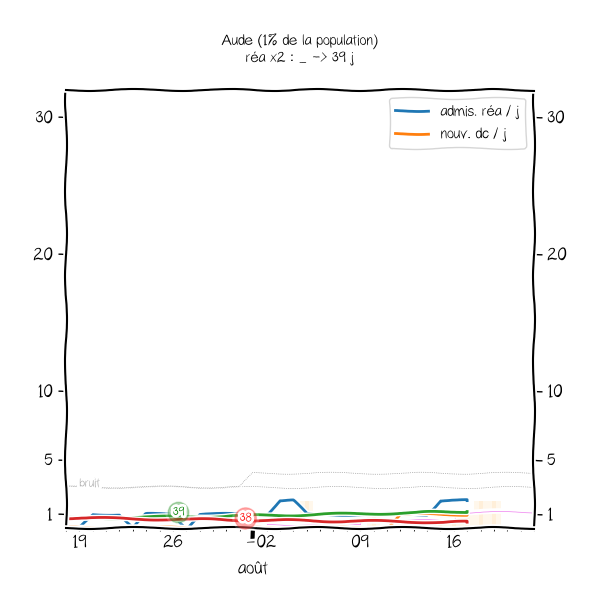 Aude (1% de la population)
réa x2 : _ -> 39 j
admis. réa / j
nouv. dc / j
30 30
20 20
10 10
5 5
bruit
39
38
1 1
19 26 02 09 16
août